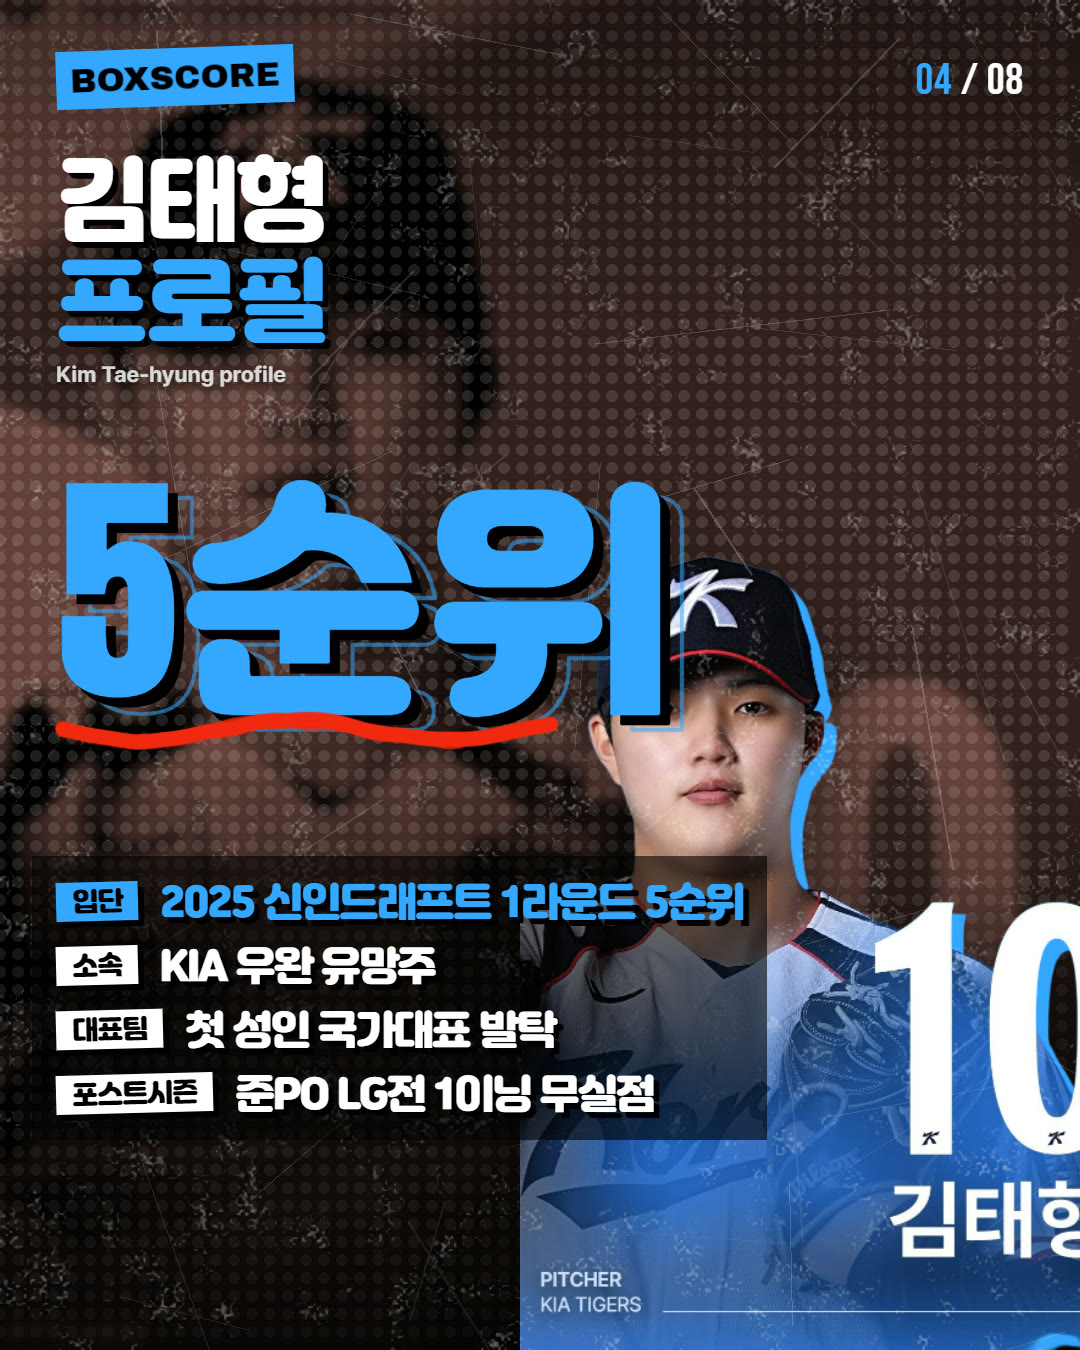 BOXSCORE
04 / 08
김태형
프로필
Kim Tae-hyung profile
5순위
입단 2025 신인드래프트 1라운드 5순위
소속 KIA 우완 유망주
대표팀 첫 성인 국가대표 발탁
포스트시즌 준PO LG전 1이닝 무실점
10
김태형
PITCHER
KIA TIGERS